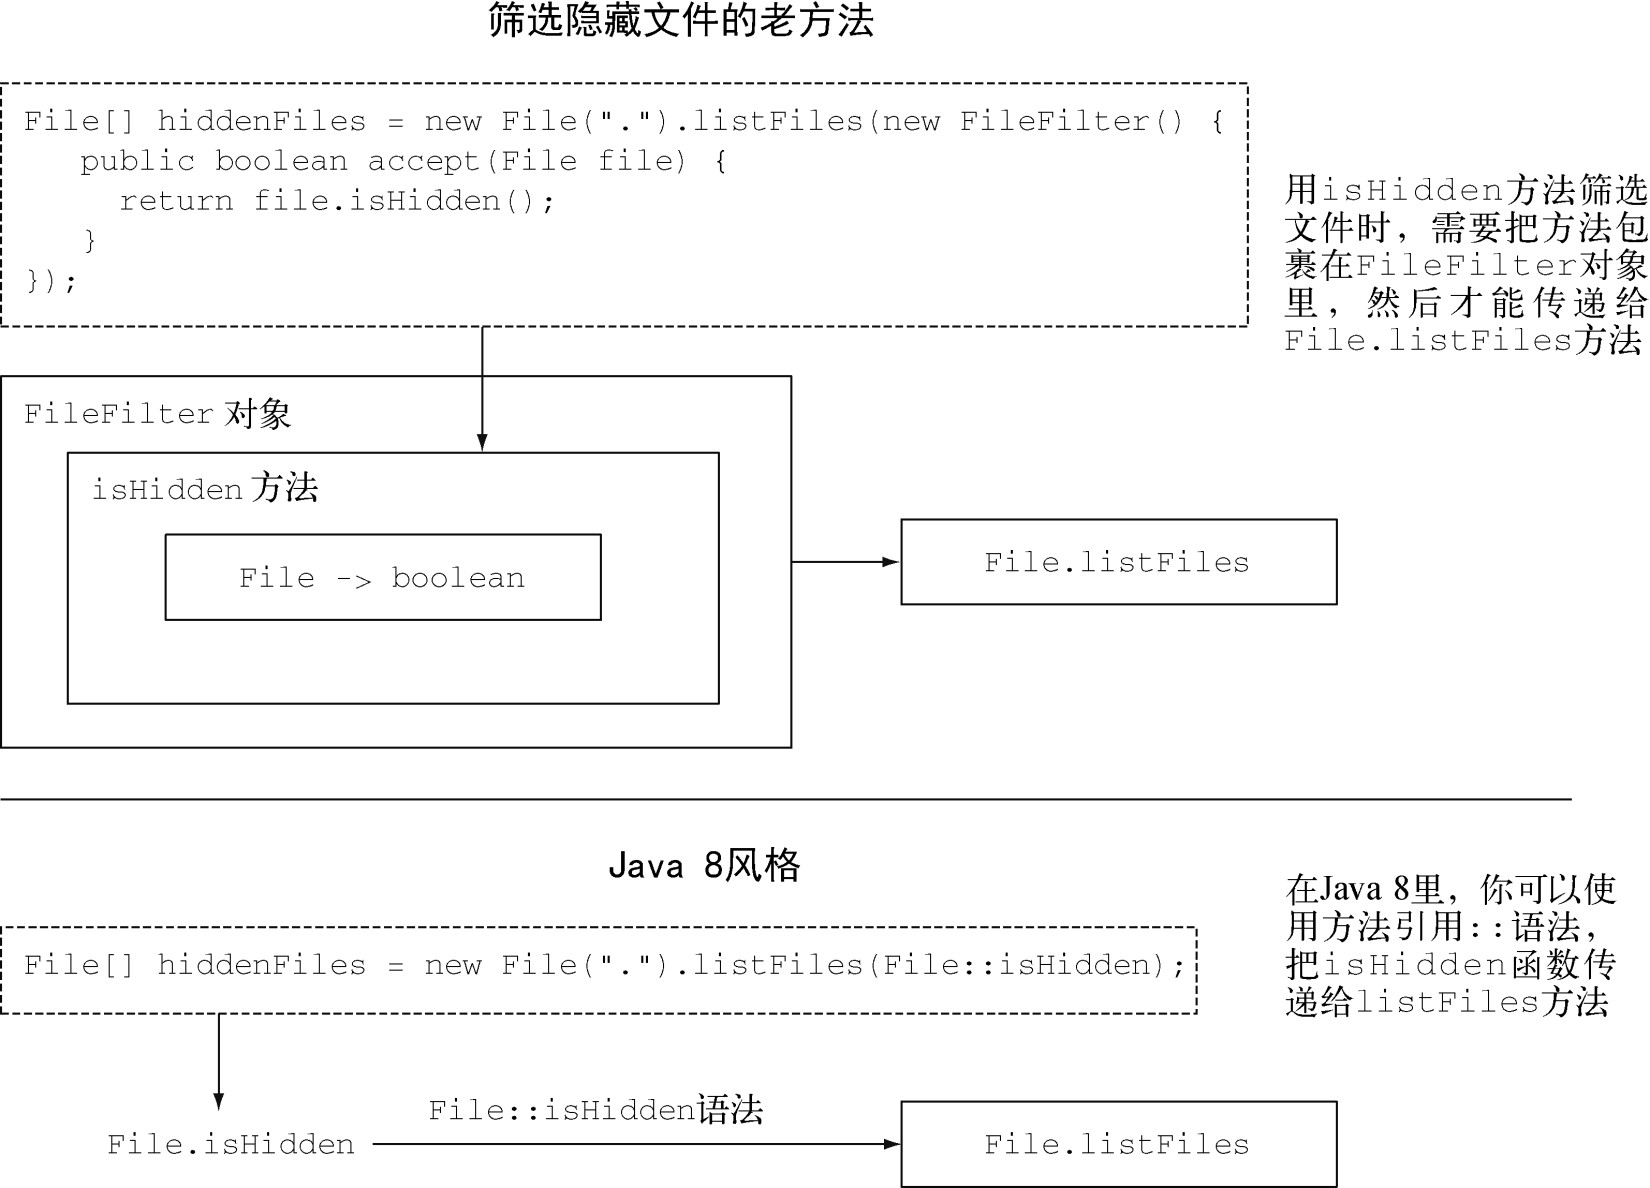 筛选隐藏文件的老方法
File[] hiddenFiles = new File(".").listFiles(new FileFilter() {
public boolean accept(File file) {
return file.isHidden();
}
});
用isHidden方法筛选
文件时，需要把方法包
裹在FileFilter对象
里，然后才能传递给
File.listFiles方法
FileFilter 对象
isHidden 方法
File -> boolean
File.listFiles
Java 8风格
在Java 8里，你可以使
用方法引用::语法，
把isHidden函数传
递给listFiles方法
File[] hiddenFiles = new File(".").listFiles(File::isHidden);
File::isHidden语法
File.isHidden
File.listFiles